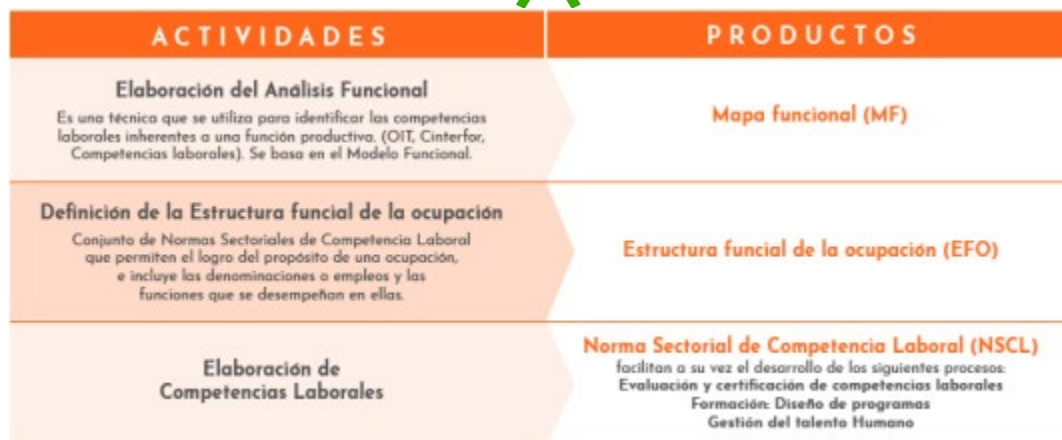 ACTIVIDADES
PRODUCTOS
Elaboración del Análisis Funcional
Es una técnica que se utiliza para identificar las competencias
laborales inherentes a una función productiva. (OIT, Cinterfor,
Competencias laborales). Se basa en el Modelo Funcional.
Mapa funcional (MF)
Definición de la Estructura funcial de la ocupación
Conjunto de Normas Sectoriales de Competencia Laboral
que permiten el logro del propósito de una ocupación,
e incluye las denominaciones o empleos y las
funciones que se desempeñan en ellas.
Estructura funcial de la ocupación (EFO)
Elaboración de
Competencias Laborales
Norma Sectorial de Competencia Laboral (NSCL)
facilitan a su vez el desarrollo de los siguientes procesos:
Evaluación y certificación de competencias laborales
Formación: Diseño de programas
Gestión del talento Humano